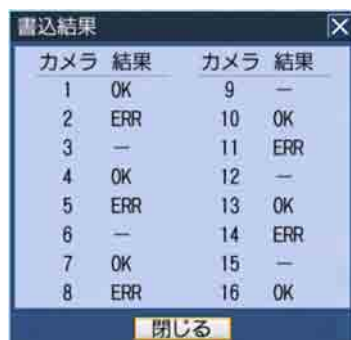 書込結果
カメラ 結果 カメラ 結果
1 OK 9 —
2 ERR 10 OK
3 — 11 ERR
4 OK 12 —
5 ERR 13 OK
6 — 14 ERR
7 OK 15 —
8 ERR 16 OK
閉じる